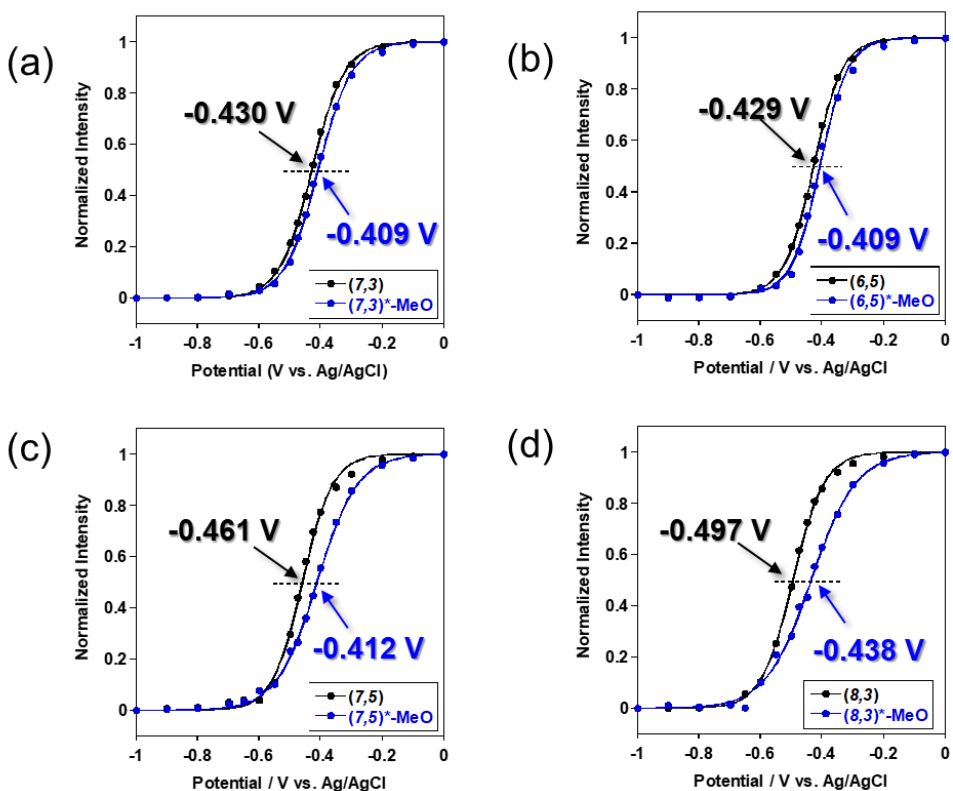 (a)
Normalized Intensity
1
0.8
0.6
0.4
0.2
0
-0.430 V
-0.409 V
(7,3)
(7,3)*-MeO
-1 -0.8 -0.6 -0.4 -0.2 0
Potential (V vs. Ag/AgCl)
(b)
Normalized Intensity
1
0.8
0.6
0.4
0.2
0
-0.429 V
-0.409 V
(6,5)
(6,5)*-MeO
-1 -0.8 -0.6 -0.4 -0.2 0
Potential / V vs. Ag/AgCl
(c)
Normalized Intensity
1
0.8
0.6
0.4
0.2
0
-0.461 V
-0.412 V
(7,5)
(7,5)*-MeO
-1 -0.8 -0.6 -0.4 -0.2 0
Potential / V vs. Ag/AgCl
(d)
Normalized Intensity
1
0.8
0.6
0.4
0.2
0
-0.497 V
-0.438 V
(8,3)
(8,3)*-MeO
-1 -0.8 -0.6 -0.4 -0.2 0
Potential / V vs. Ag/AgCl